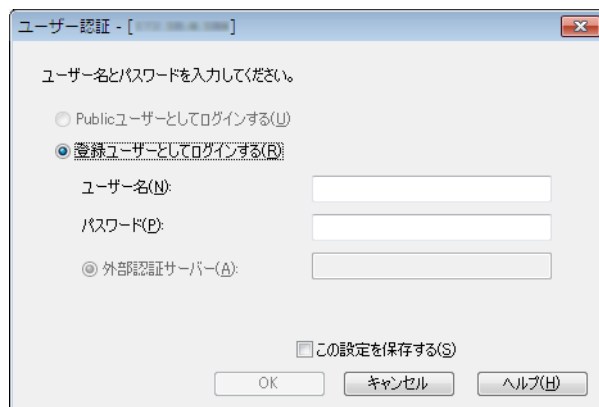 ユーザー認証 - [ ]
ユーザー名とパスワードを入力してください。
Publicユーザーとしてログインする(U)
登録ユーザーとしてログインする(R)
ユーザー名(N):
パスワード(P):
外部認証サーバー(A):
この設定を保存する(S)
OK キャンセル ヘルプ(H)